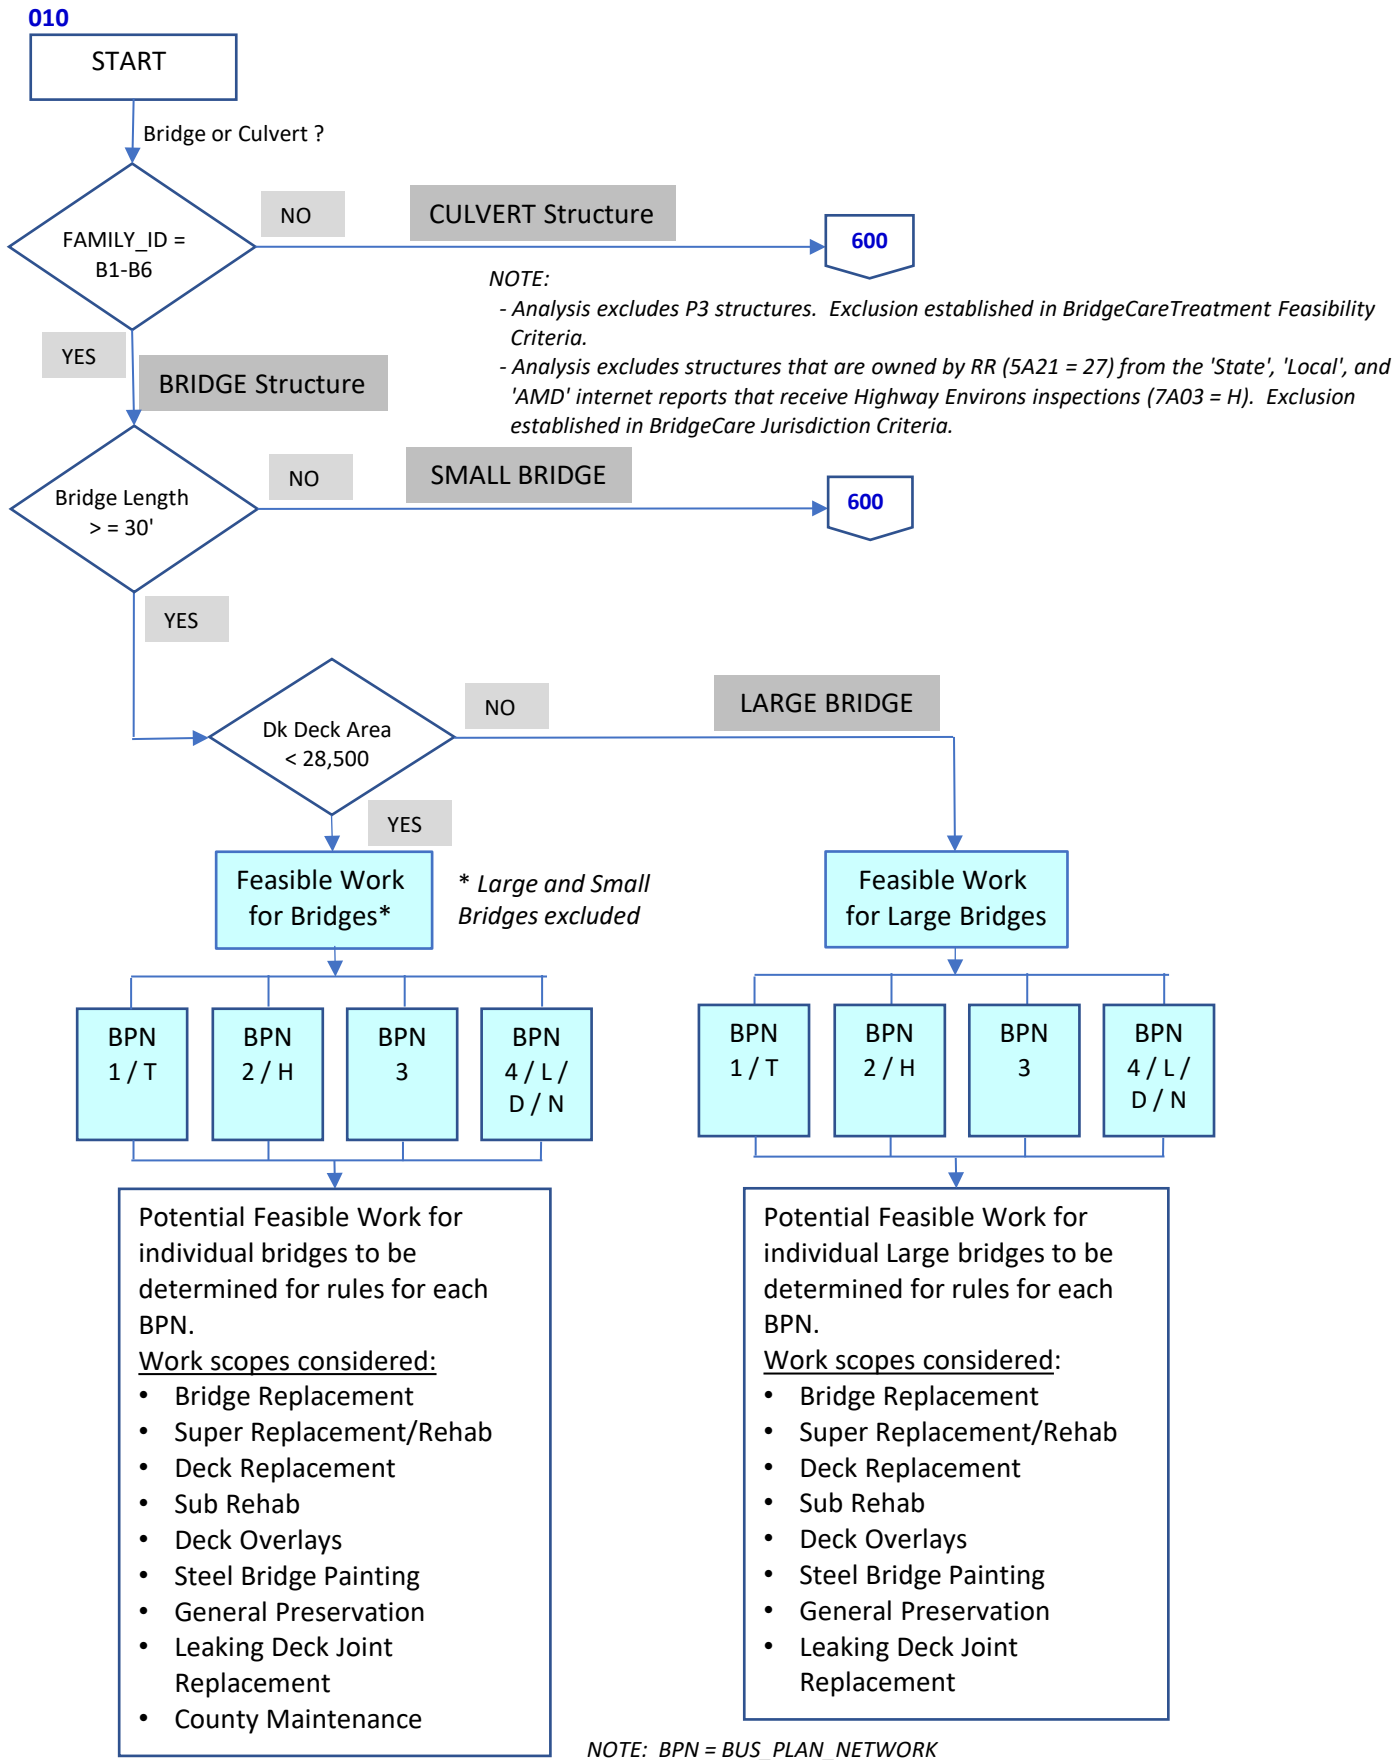 010
START
Bridge or Culvert ?
FAMILY_ID =
B1-B6
NO
CULVERT Structure
600
NOTE:
- Analysis excludes P3 structures.  Exclusion established in BridgeCareTreatment Feasibility
Criteria.
- Analysis excludes structures that are owned by RR (5A21 = 27) from the 'State', 'Local', and
'AMD' internet reports that receive Highway Environs inspections (7A03 = H).  Exclusion
established in BridgeCare Jurisdiction Criteria.
YES
BRIDGE Structure
Bridge Length
> = 30'
NO
SMALL BRIDGE
600
YES
Dk Deck Area
< 28,500
NO
LARGE BRIDGE
YES
Feasible Work
for Bridges*
* Large and Small
Bridges excluded
Feasible Work
for Large Bridges
BPN
1 / T
BPN
2 / H
BPN
3
BPN
4 / L /
D / N
BPN
1 / T
BPN
2 / H
BPN
3
BPN
4 / L /
D / N
Potential Feasible Work for
individual bridges to be
determined for rules for each
BPN.
Work scopes considered:
• Bridge Replacement
• Super Replacement/Rehab
• Deck Replacement
• Sub Rehab
• Deck Overlays
• Steel Bridge Painting
• General Preservation
• Leaking Deck Joint
Replacement
• County Maintenance
Potential Feasible Work for
individual Large bridges to be
determined for rules for each
BPN.
Work scopes considered:
• Bridge Replacement
• Super Replacement/Rehab
• Deck Replacement
• Sub Rehab
• Deck Overlays
• Steel Bridge Painting
• General Preservation
• Leaking Deck Joint
Replacement
NOTE:  BPN = BUS_PLAN_NETWORK